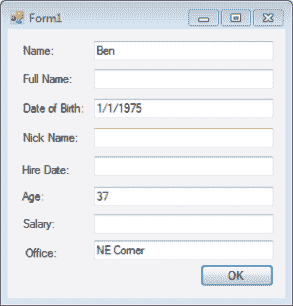 Form1
Name: Ben
Full Name:
Date of Birth: 1/1/1975
Nick Name:
Hire Date:
Age: 37
Salary:
Office: NE Corner
OK